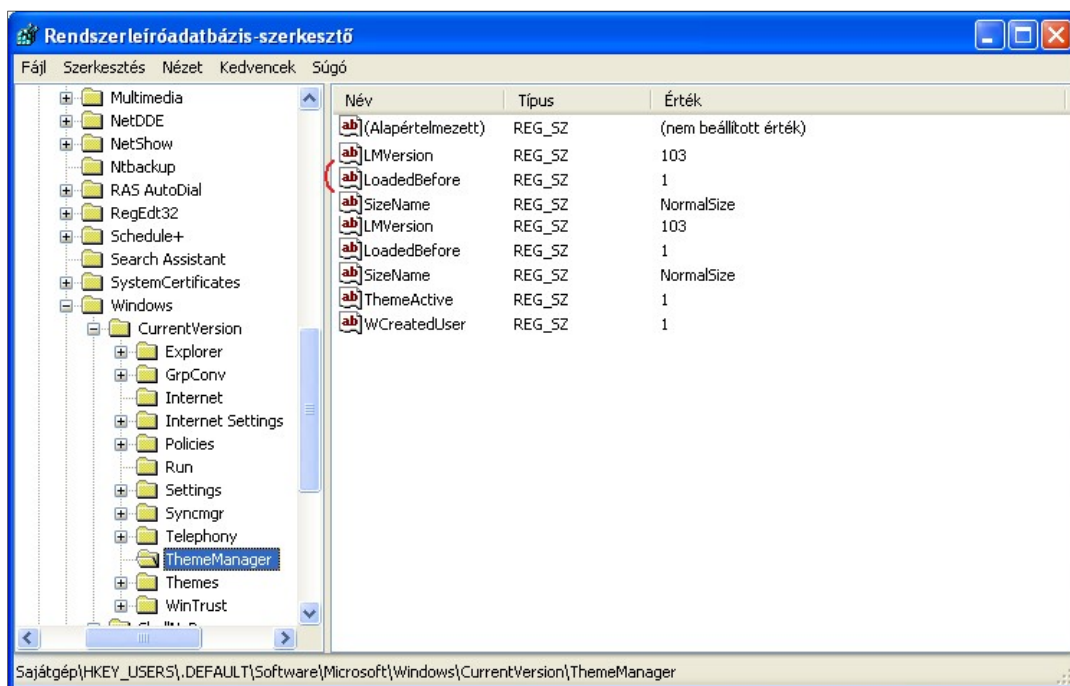 Rendszerleíróadatbázis-szerkesztő
Fájl Szerkesztés Nézet Kedvencek Súgó
Multimedia
NetDDE
NetShow
Ntbackup
RAS AutoDial
RegEdt32
Schedule+
Search Assistant
SystemCertificates
Windows
CurrentVersion
Explorer
GrpConv
Internet
Internet Settings
Policies
Run
Settings
Syncmgr
Telephony
ThemeManager
Themes
WinTrust
Név Típus Érték
(Alapértelmezett) REG_SZ (nem beállított érték)
LMVersion REG_SZ 103
LoadedBefore REG_SZ 1
SizeName REG_SZ NormalSize
LMVersion REG_SZ 103
LoadedBefore REG_SZ 1
SizeName REG_SZ NormalSize
ThemeActive REG_SZ 1
WCreatedUser REG_SZ 1
Sajátgép\HKEY_USERS\.DEFAULT\Software\Microsoft\Windows\CurrentVersion\ThemeManager